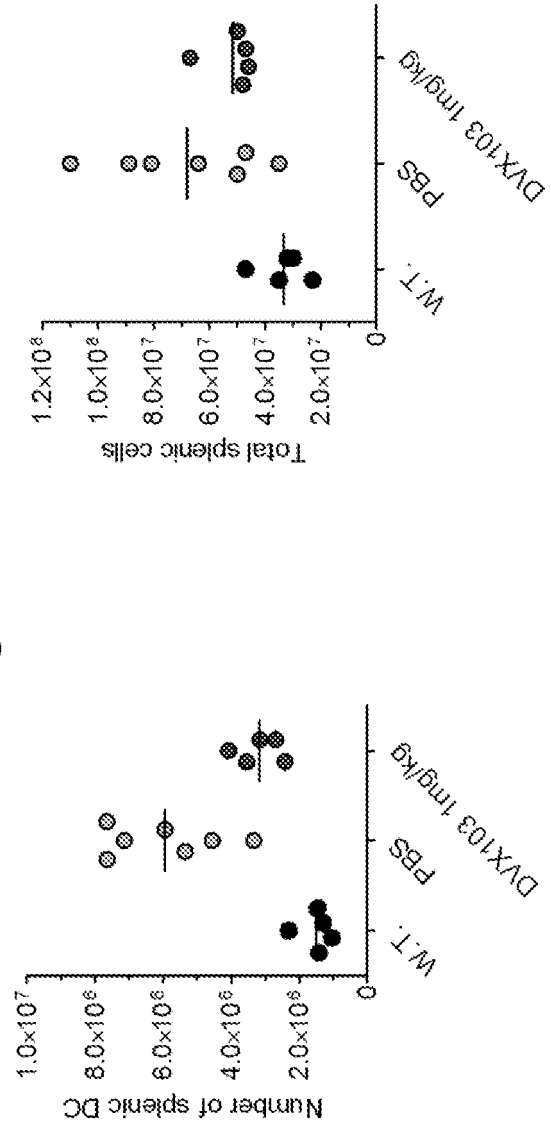 Number of splenic DC
1.0×10⁷
8.0×10⁶
6.0×10⁶
4.0×10⁶
2.0×10⁶
0
W.T.
PBS
DVX103 1mg/kg
Total splenic cells
1.2×10⁸
1.0×10⁸
8.0×10⁷
6.0×10⁷
4.0×10⁷
2.0×10⁷
0
W.T.
PBS
DVX103 1mg/kg